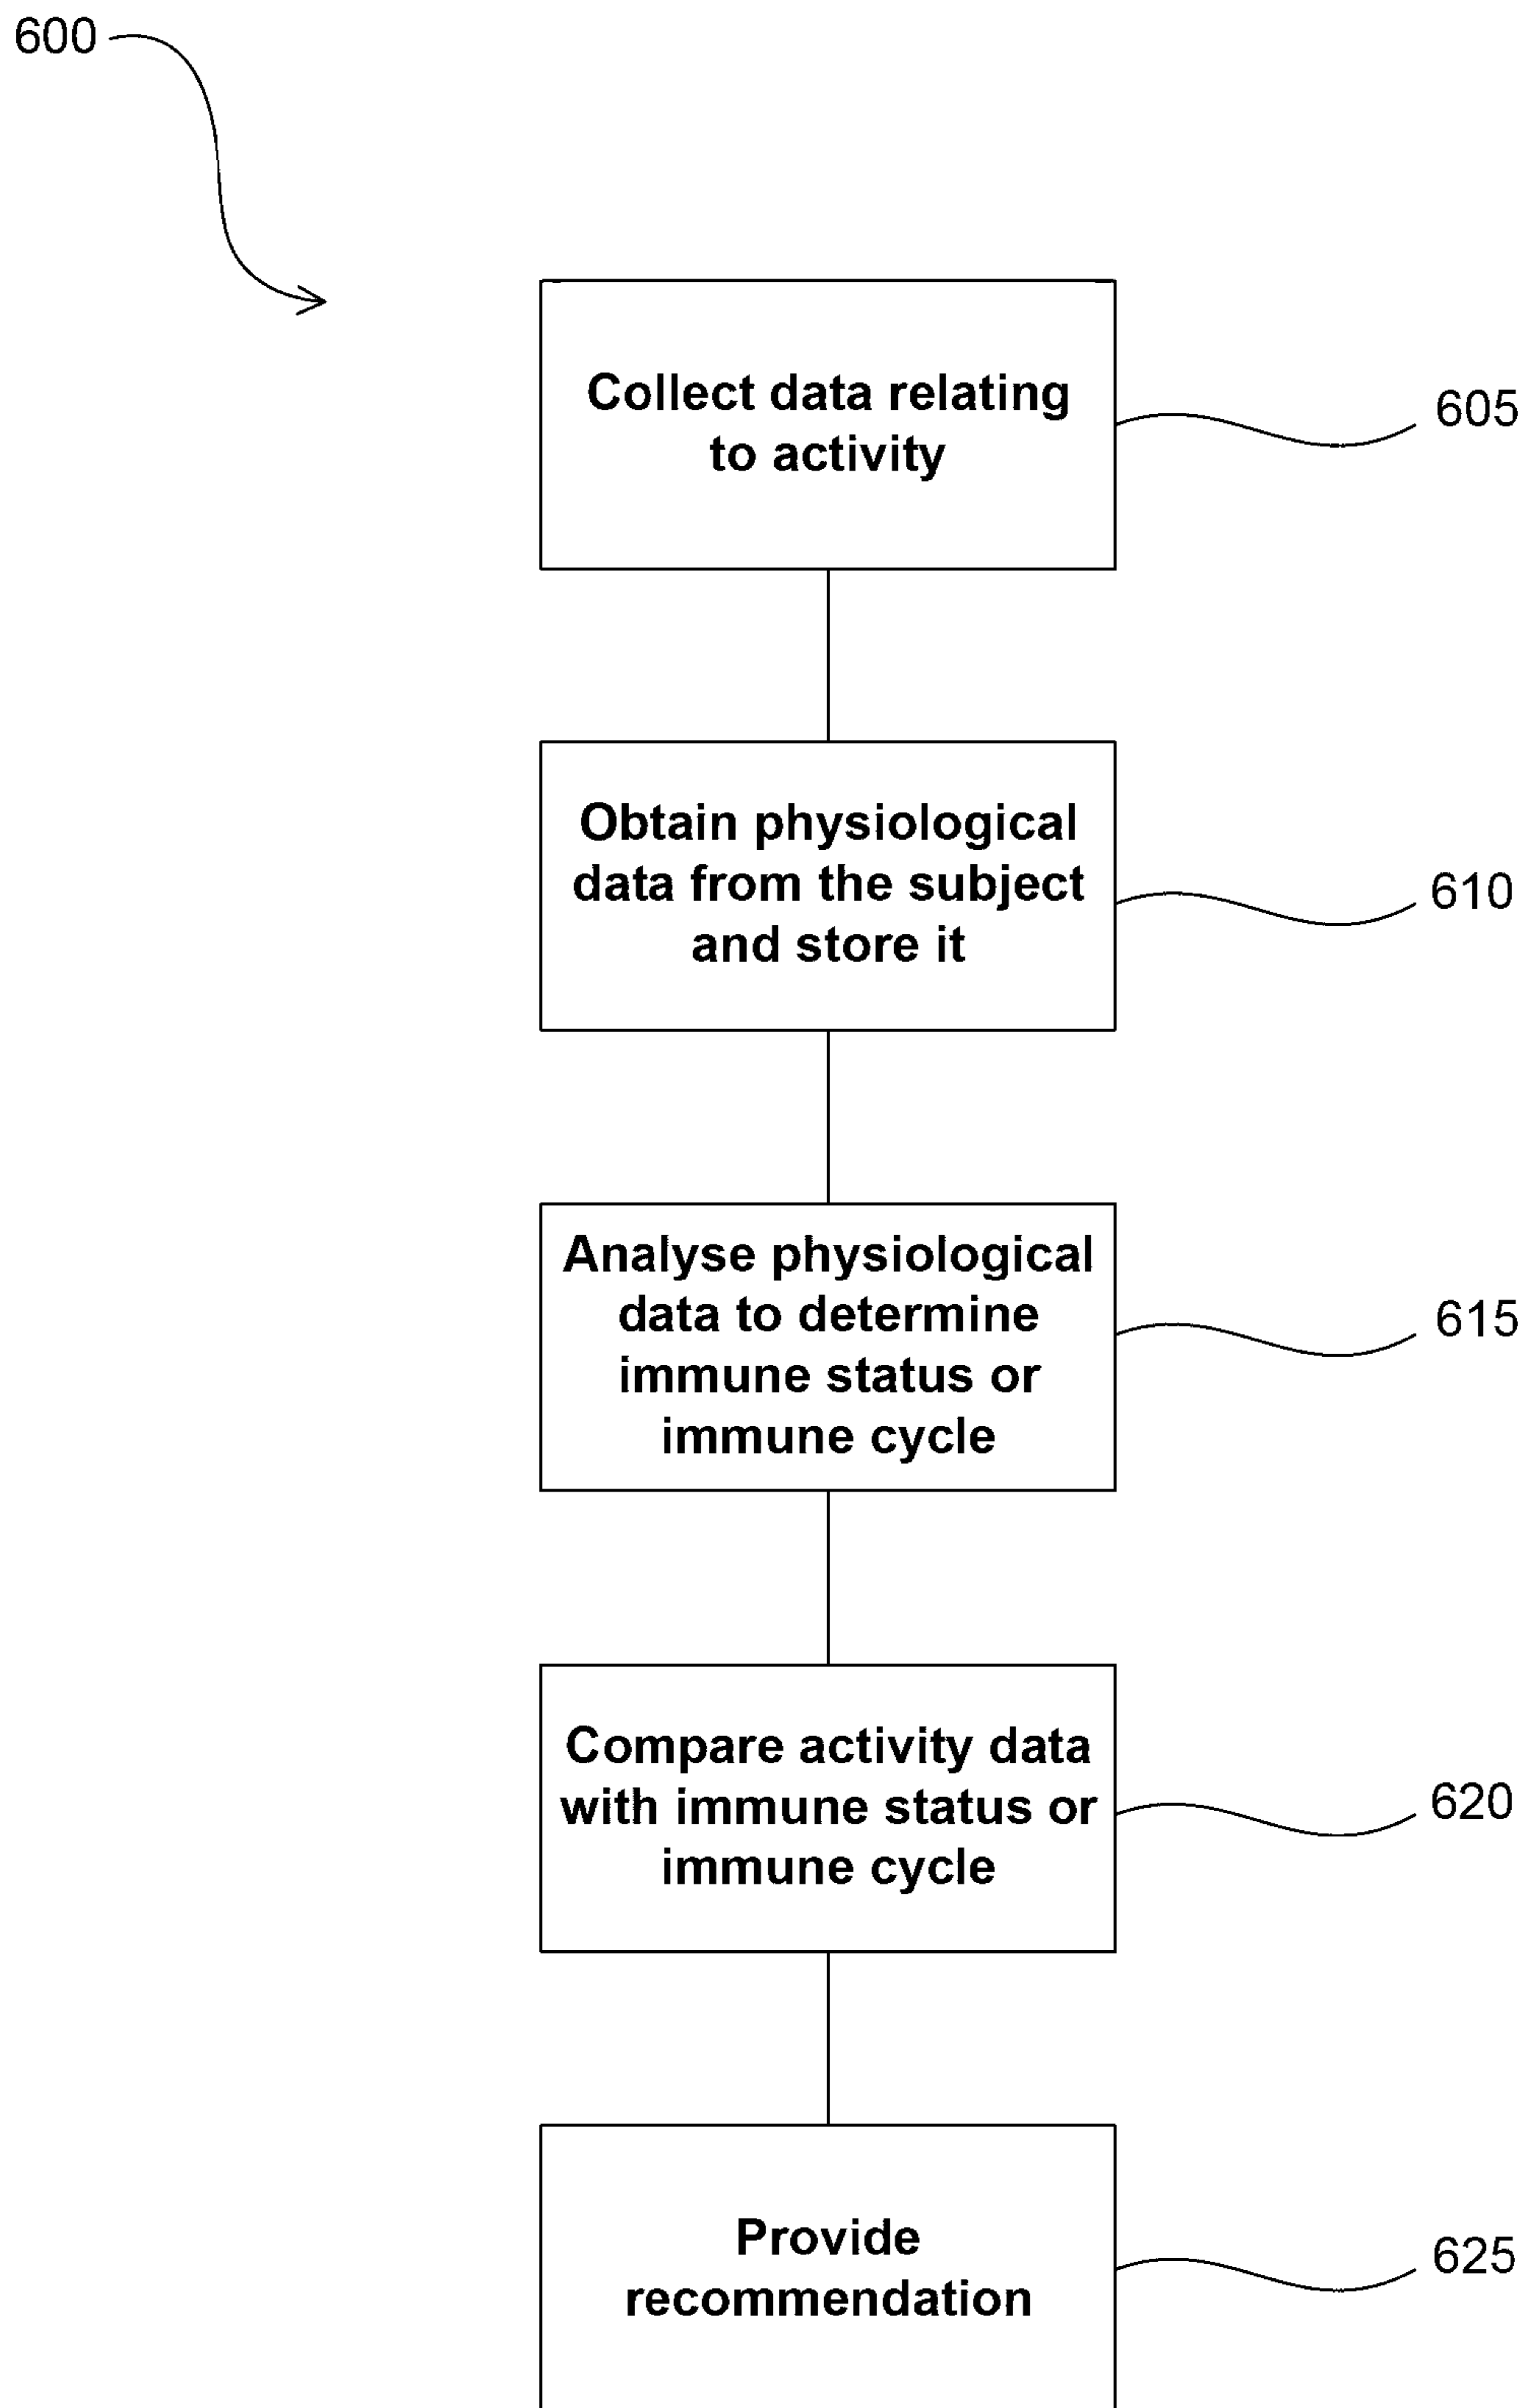 600
Collect data relating
to activity
605
Obtain physiological
data from the subject
and store it
610
Analyse physiological
data to determine
immune status or
immune cycle
615
Compare activity data
with immune status or
immune cycle
620
Provide
recommendation
625